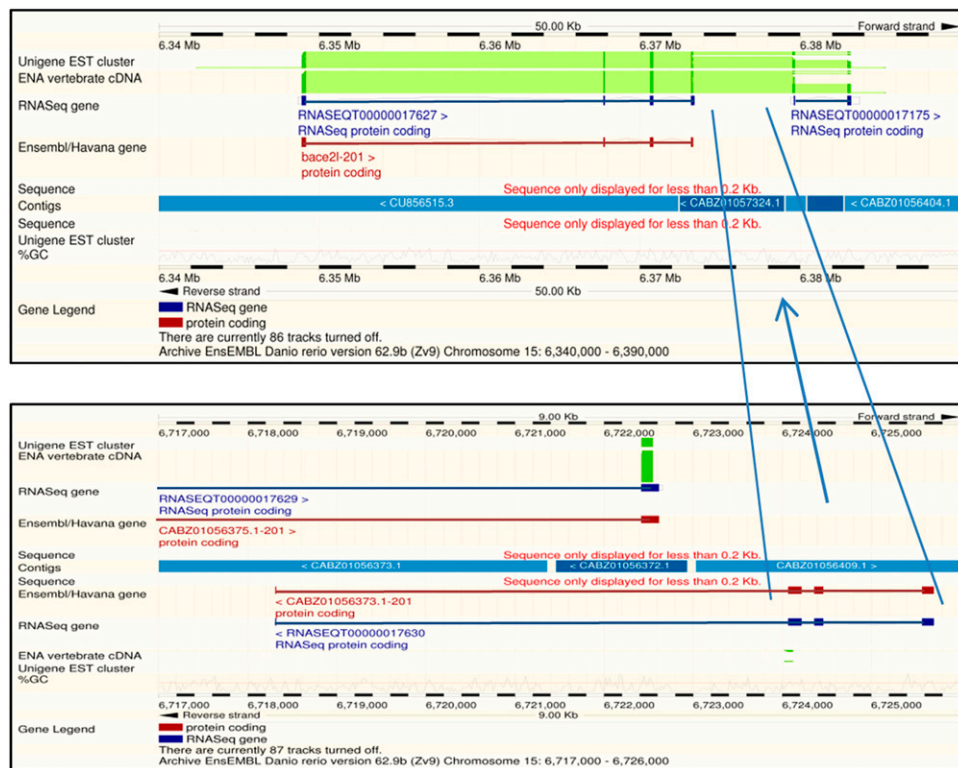 50.00 Kb Forward strand
6.34 Mb 6.35 Mb 6.36 Mb 6.37 Mb 6.38 Mb
Unigene EST cluster
ENA vertebrate cDNA
RNASeq gene
RNASEQT00000017627 > RNASEQT00000017175 >
RNASeq protein coding RNASeq protein coding
Ensembl/Havana gene
bace2l-201 >
protein coding
Sequence Sequence only displayed for less than 0.2 Kb.
Contigs < CU856515.3 < CABZ01057324.1 < CABZ01056404.1
Sequence Sequence only displayed for less than 0.2 Kb.
Unigene EST cluster
%GC
6.34 Mb 6.35 Mb 6.36 Mb 6.37 Mb 6.38 Mb
Reverse strand 50.00 Kb
Gene Legend RNASeq gene
protein coding
There are currently 86 tracks turned off.
Archive EnsEMBL Danio rerio version 62.9b (Zv9) Chromosome 15: 6,340,000 - 6,390,000
9.00 Kb Forward strand
6,717,000 6,718,000 6,719,000 6,720,000 6,721,000 6,722,000 6,723,000 6,724,000 6,725,000
Unigene EST cluster
ENA vertebrate cDNA
RNASeq gene
RNASEQT00000017629 >
RNASeq protein coding
Ensembl/Havana gene
CABZ01056375.1-201 >
protein coding
Sequence Sequence only displayed for less than 0.2 Kb.
Contigs < CABZ01056373.1 < CABZ01056372.1 CABZ01056409.1 >
Sequence Sequence only displayed for less than 0.2 Kb.
Ensembl/Havana gene
< CABZ01056373.1-201
protein coding
RNASeq gene
< RNASEQT00000017630
RNASeq protein coding
ENA vertebrate cDNA
Unigene EST cluster
%GC
6,717,000 6,718,000 6,719,000 6,720,000 6,721,000 6,722,000 6,723,000 6,724,000 6,725,000
Reverse strand 9.00 Kb
Gene Legend protein coding
RNASeq gene
There are currently 87 tracks turned off.
Archive EnsEMBL Danio rerio version 62.9b (Zv9) Chromosome 15: 6,717,000 - 6,726,000